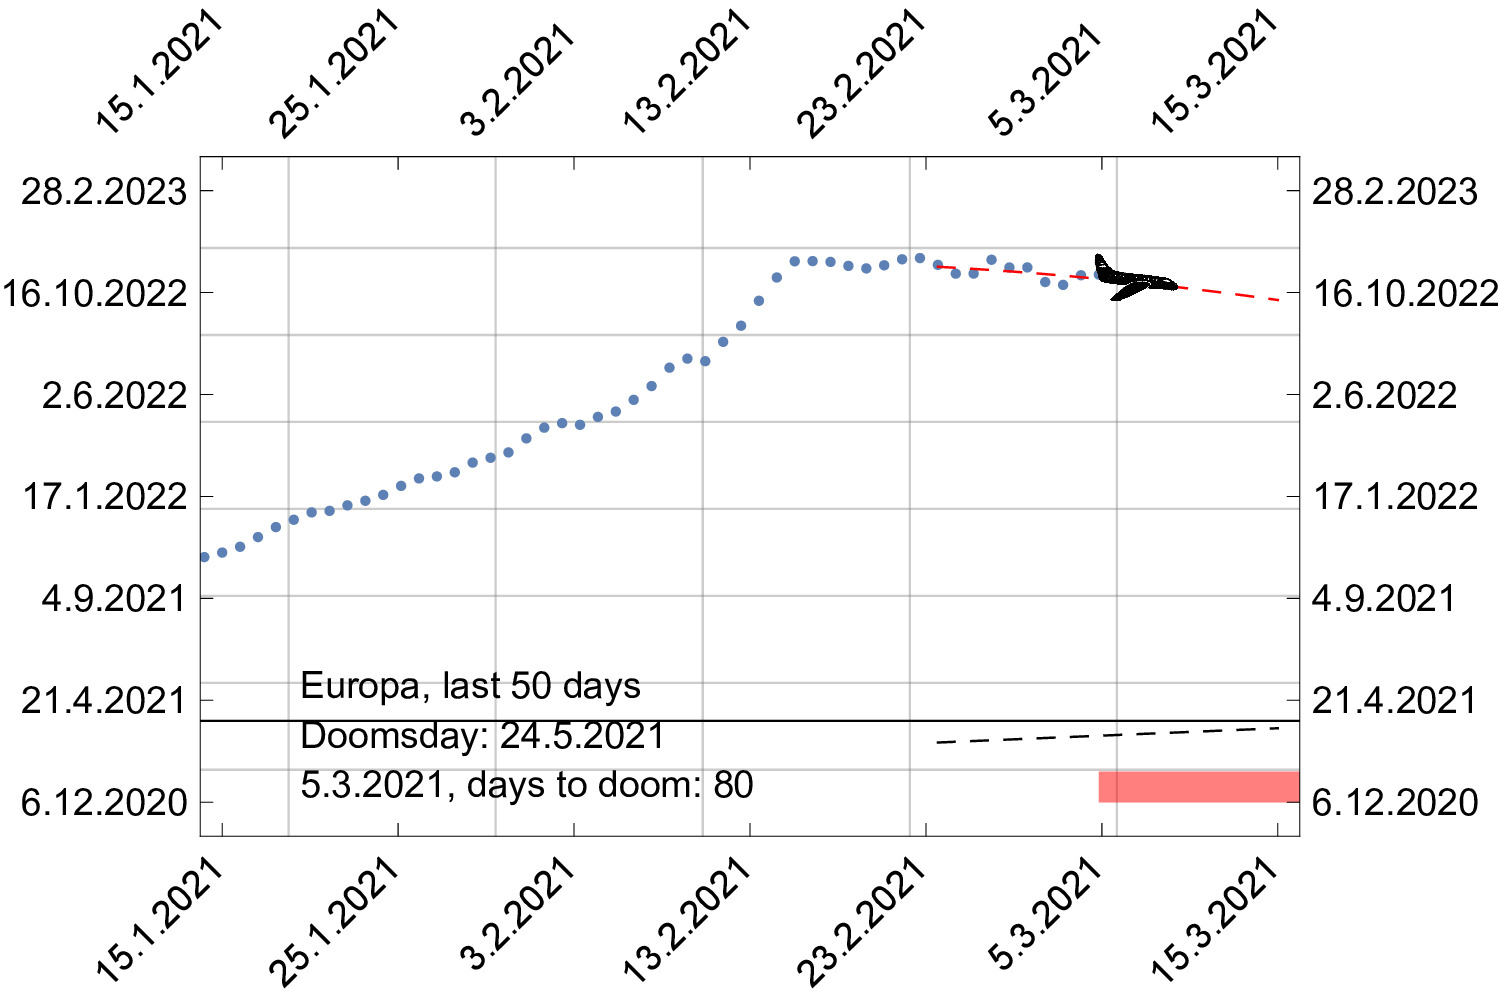 15.1.2021 25.1.2021 3.2.2021 13.2.2021 23.2.2021 5.3.2021 15.3.2021
28.2.2023 28.2.2023
16.10.2022 16.10.2022
2.6.2022 2.6.2022
17.1.2022 17.1.2022
4.9.2021 4.9.2021
Europa, last 50 days
21.4.2021 21.4.2021
Doomsday: 24.5.2021
5.3.2021, days to doom: 80
6.12.2020 6.12.2020
15.1.2021 25.1.2021 3.2.2021 13.2.2021 23.2.2021 5.3.2021 15.3.2021